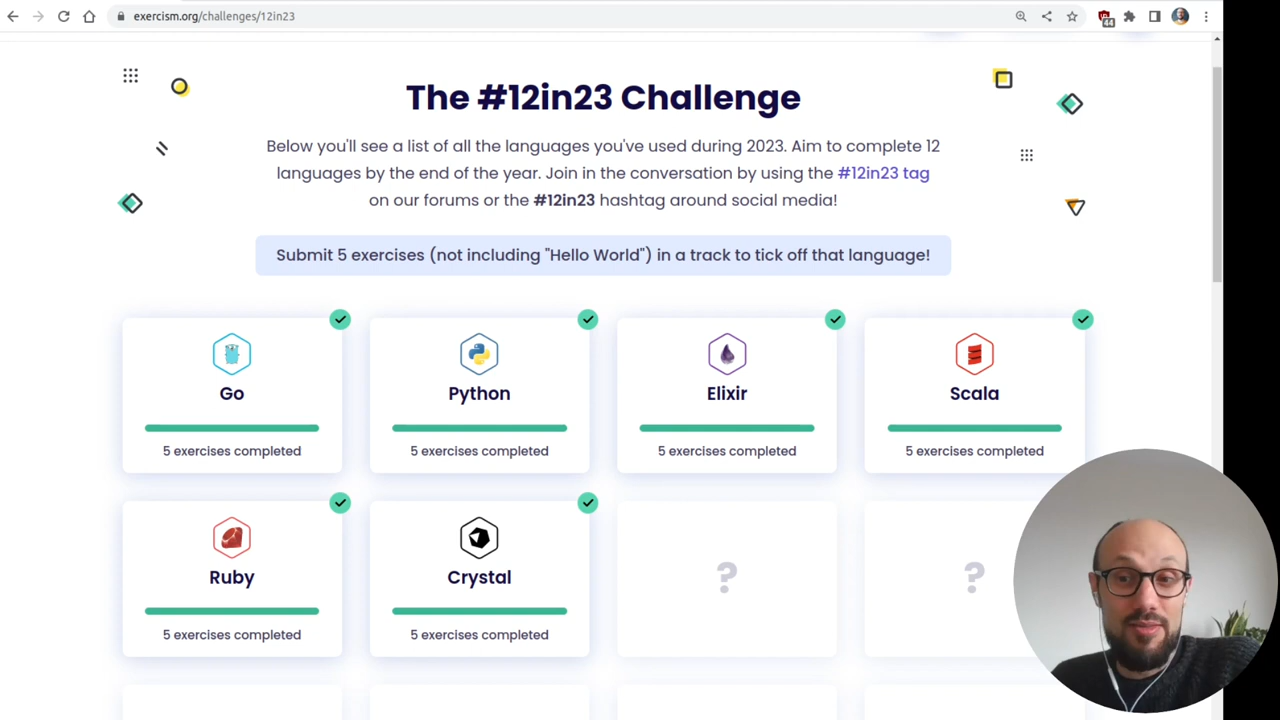 exercism.org/challenges/12in23
44
The #12in23 Challenge
Below you'll see a list of all the languages you've used during 2023. Aim to complete 12
languages by the end of the year. Join in the conversation by using the #12in23 tag
on our forums or the #12in23 hashtag around social media!
Submit 5 exercises (not including "Hello World") in a track to tick off that language!
Go
Python
Elixir
Scala
5 exercises completed
5 exercises completed
5 exercises completed
5 exercises completed
Ruby
Crystal
?
?
5 exercises completed
5 exercises completed